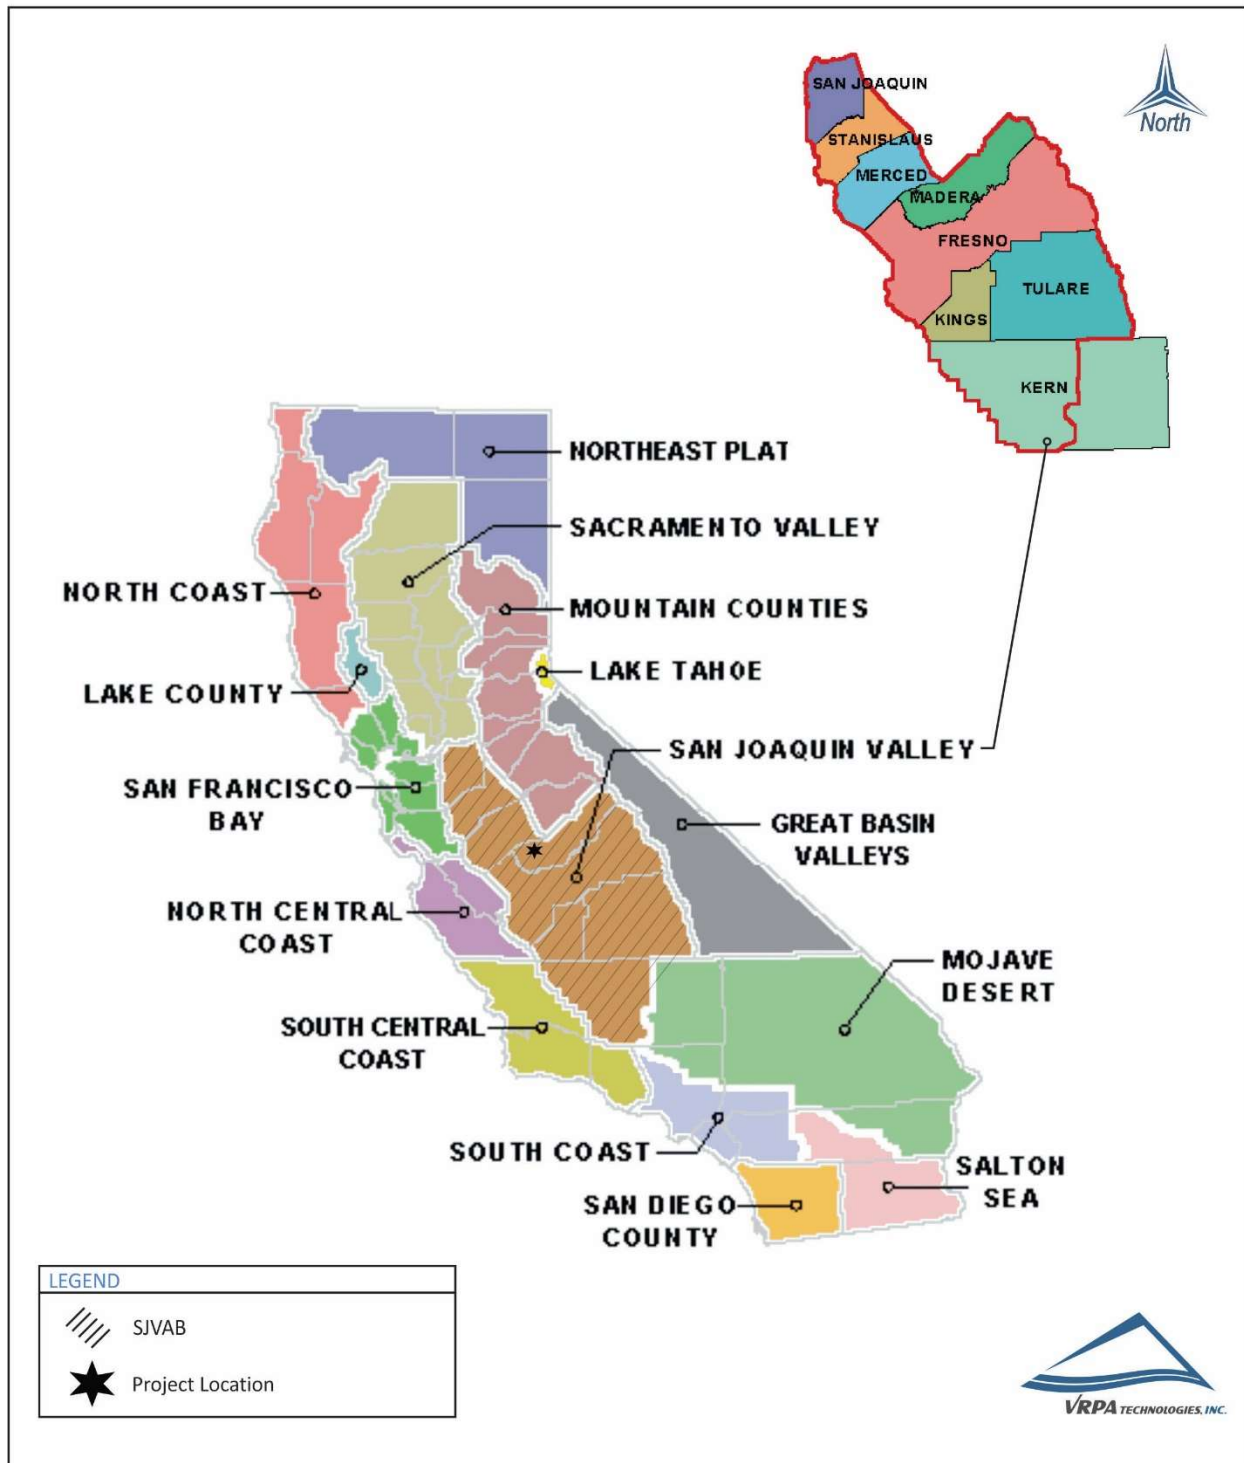 SAN JOAQUIN
STANISLAUS
MERCED
MADERA
FRESNO
TULARE
KINGS
KERN
North
NORTHEAST PLAT
SACRAMENTO VALLEY
NORTH COAST
MOUNTAIN COUNTIES
LAKE TAHOE
LAKE COUNTY
SAN JOAQUIN VALLEY
SAN FRANCISCO
BAY
GREAT BASIN
VALLEYS
NORTH CENTRAL
COAST
MOJAVE
DESERT
SOUTH CENTRAL
COAST
SOUTH COAST
SALTON
SEA
SAN DIEGO
COUNTY
LEGEND
SJVAB
Project Location
VRPA TECHNOLOGIES, INC.